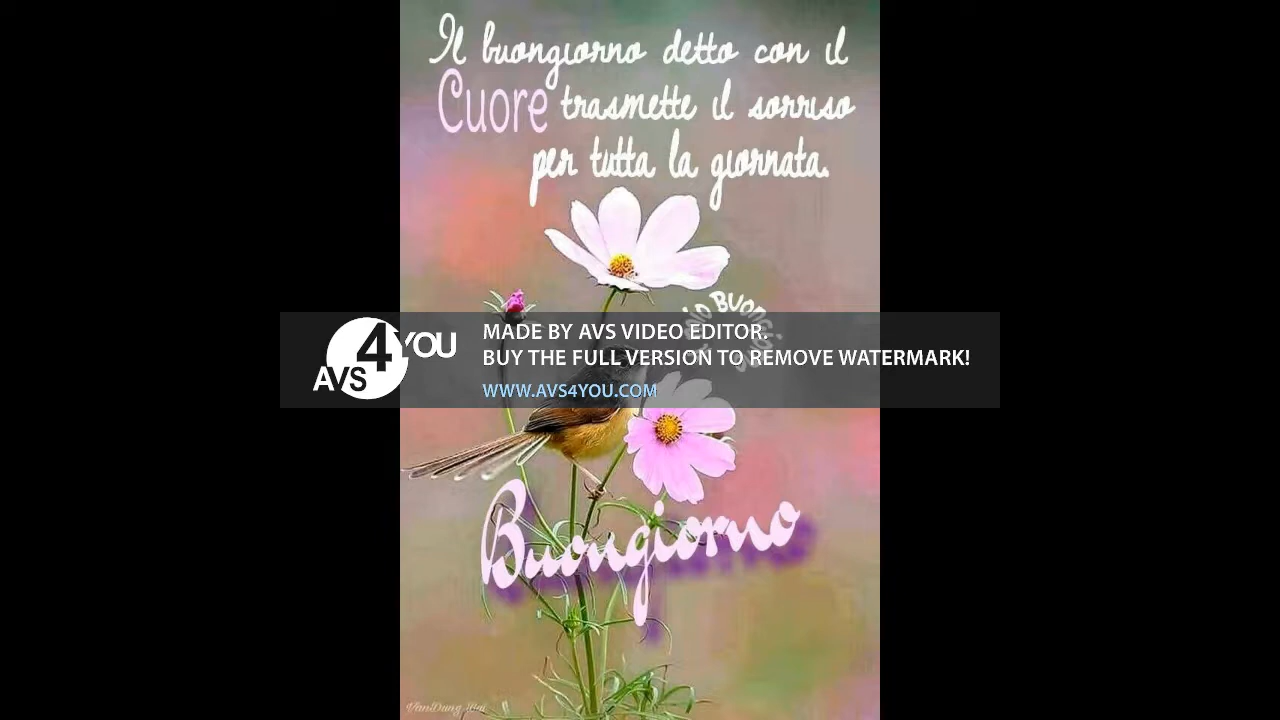 Il buongiorno detto con il
Cuore trasmette il sorriso
per tutta la giornata.
Buongiorno
AVS4YOU
MADE BY AVS VIDEO EDITOR.
BUY THE FULL VERSION TO REMOVE WATERMARK!
WWW.AVS4YOU.COM
Buongiorno